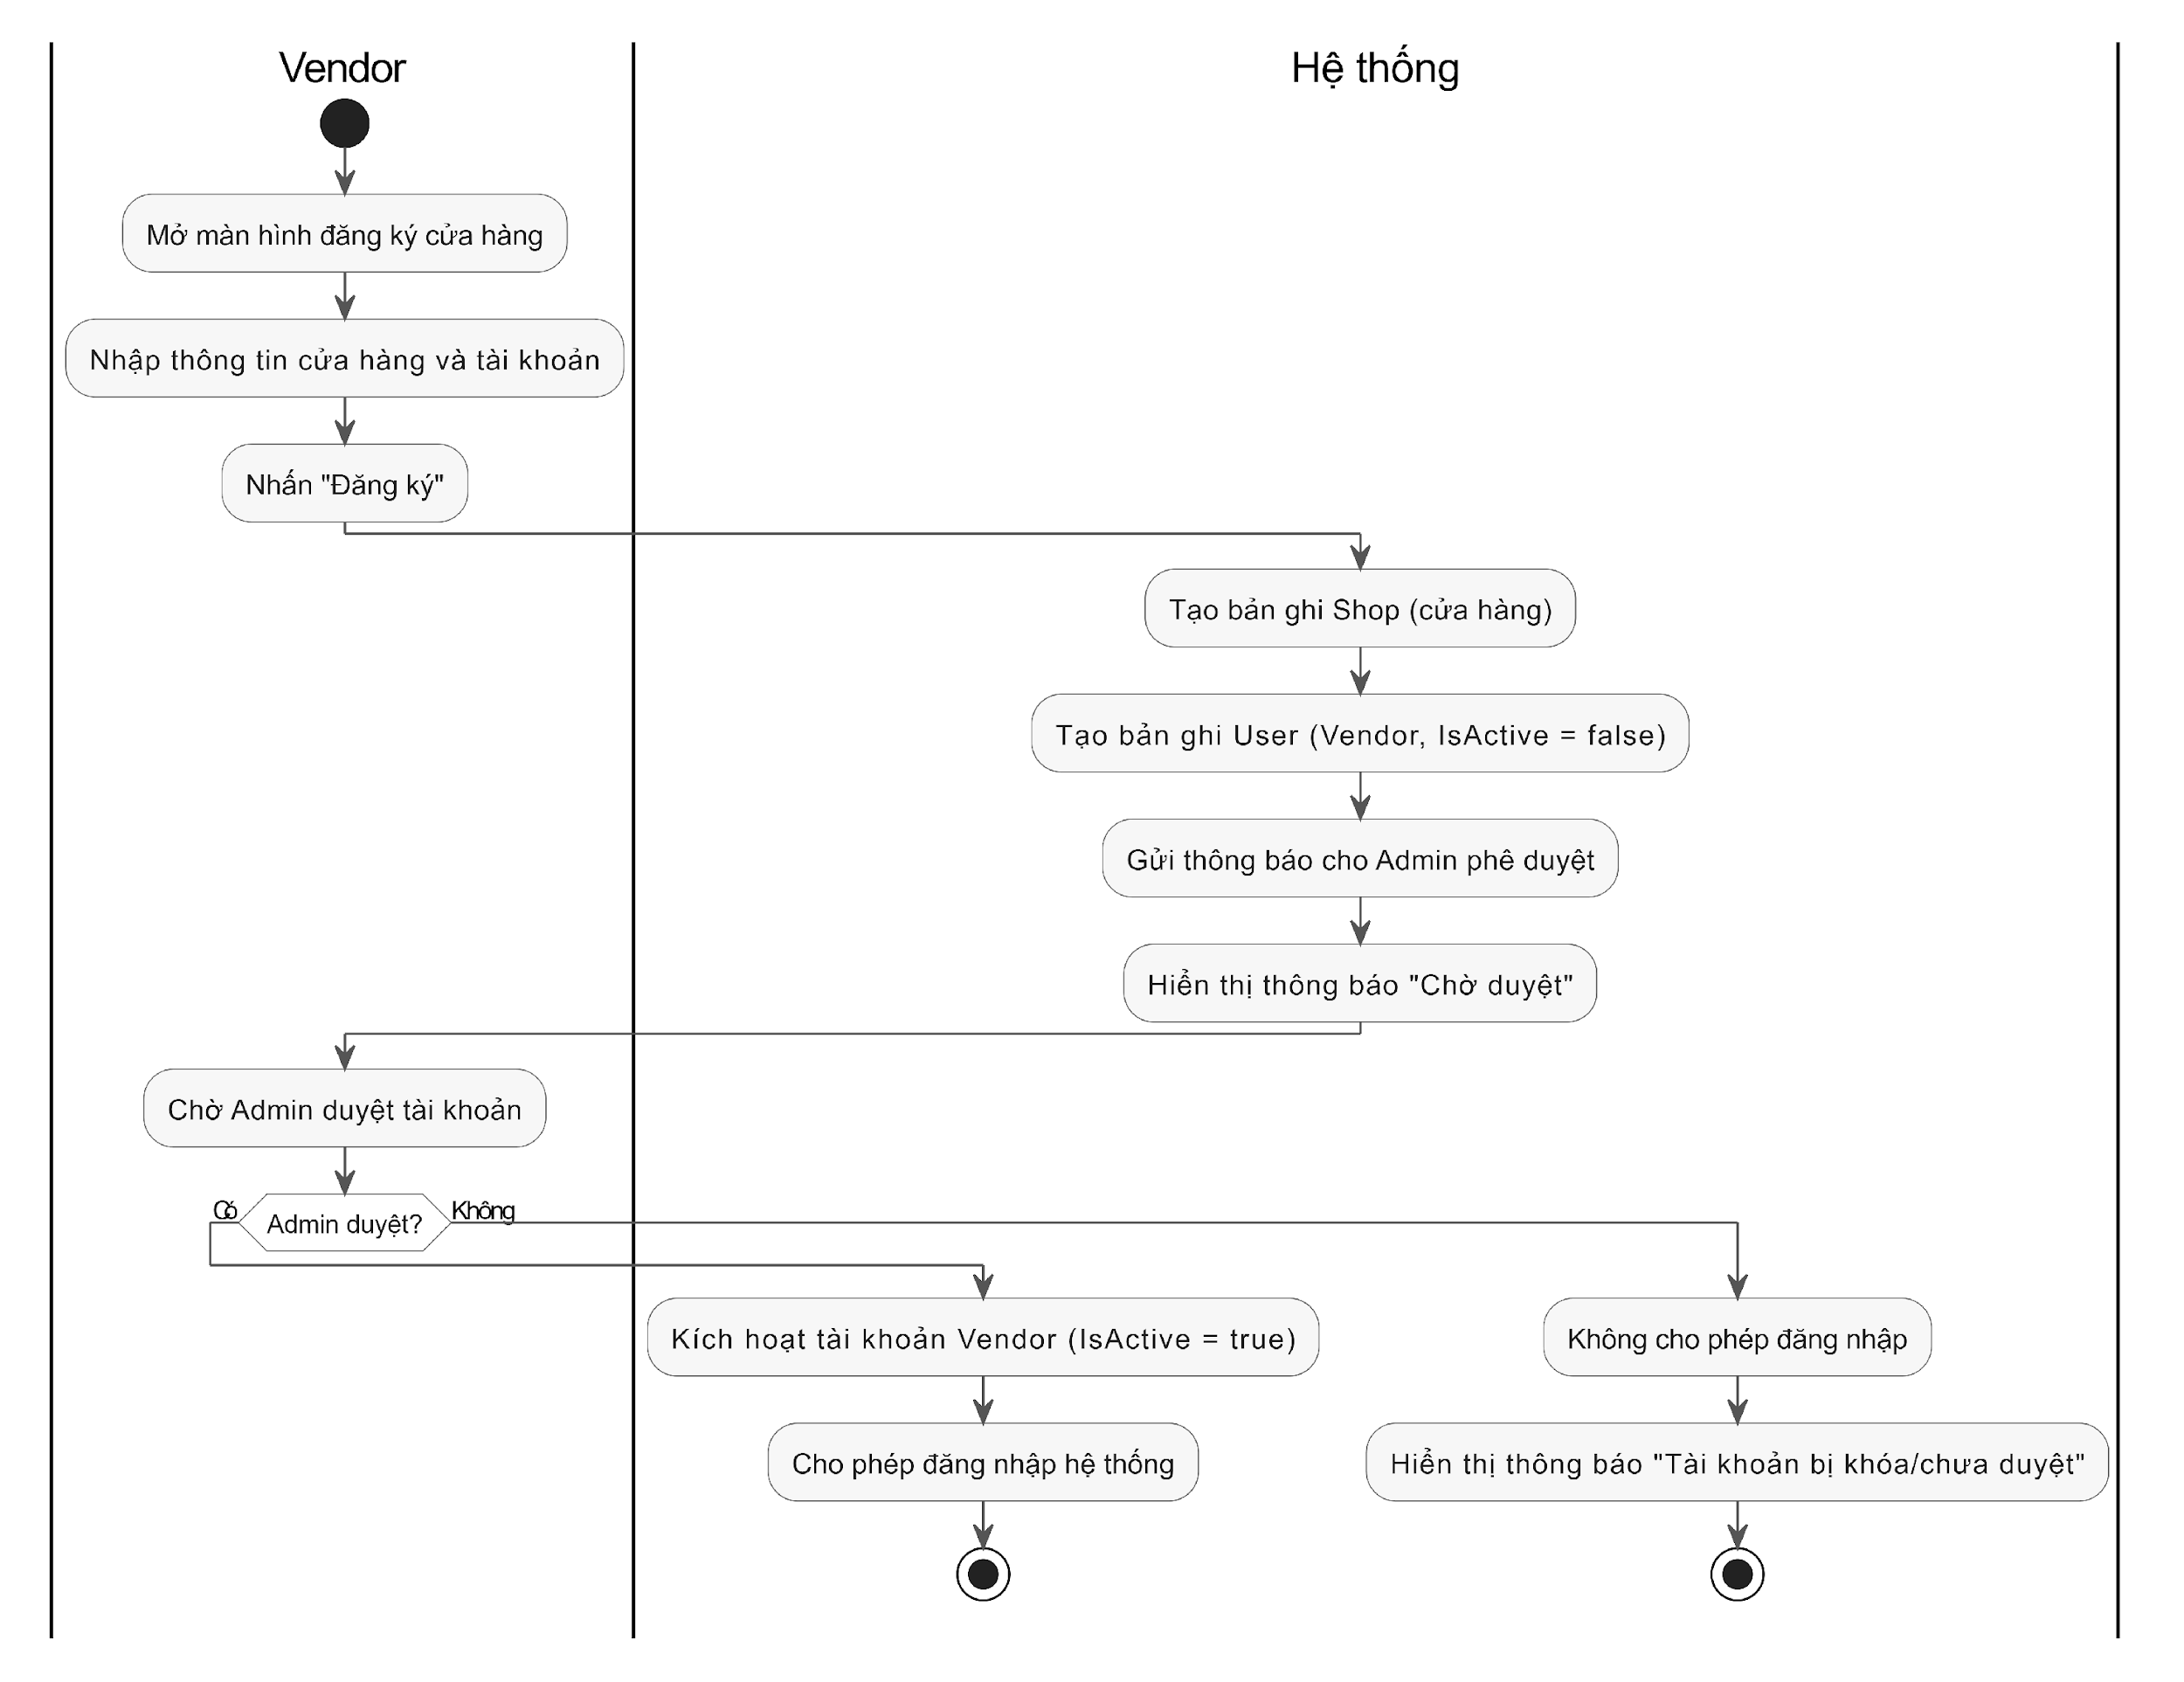 Vendor
Hệ thống
Mở màn hình đăng ký cửa hàng
Nhập thông tin cửa hàng và tài khoản
Nhấn "Đăng ký"
Tạo bản ghi Shop (cửa hàng)
Tạo bản ghi User (Vendor, IsActive = false)
Gửi thông báo cho Admin phê duyệt
Hiển thị thông báo "Chờ duyệt"
Chờ Admin duyệt tài khoản
Có
Admin duyệt?
Không
Kích hoạt tài khoản Vendor (IsActive = true)
Không cho phép đăng nhập
Cho phép đăng nhập hệ thống
Hiển thị thông báo "Tài khoản bị khóa/chưa duyệt"